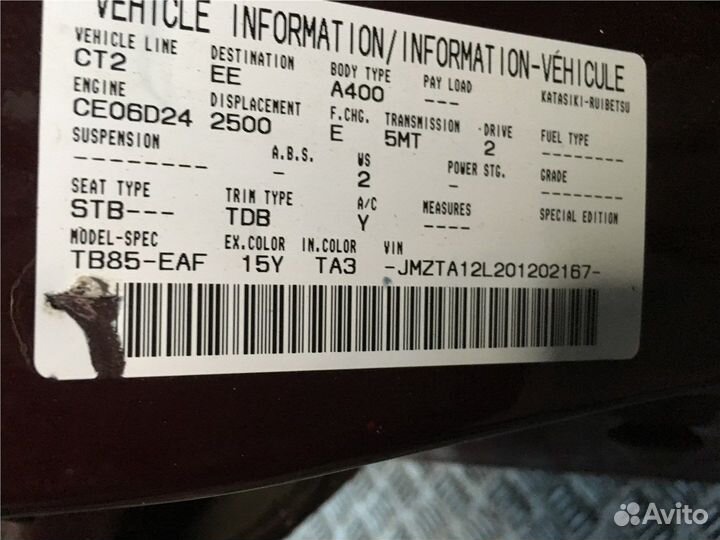 VEHICLE INFORMATION/INFORMATION-VÉHICULE
VEHICLE LINE DESTINATION BODY TYPE PAY LOAD KATASIKI-RUIBETSU
CT2 EE A400 ---
ENGINE DISPLACEMENT F.CHG. TRANSMISSION DRIVE FUEL TYPE
CE06D24 2500 E 5MT 2 --------
SUSPENSION A.B.S. WS POWER STG. GRADE
-------- - 2 - --------
SEAT TYPE TRIM TYPE A/C MEASURES SPECIAL EDITION
STB--- TDB Y ----
MODEL-SPEC EX.COLOR IN.COLOR VIN
TB85-EAF 15Y TA3 -JMZTA12L201202167-
Avito